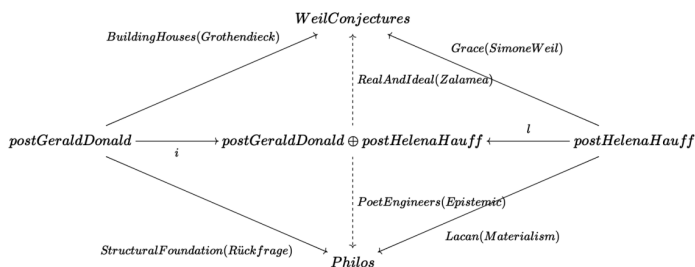 WeilConjectures
BuildingHouses(Grothendieck)
Grace(SimoneWeil)
RealAndIdeal(Zalamea)
postGeraldDonald
i
postGeraldDonald ⊕ postHelenaHauff
l
postHelenaHauff
PoetEngineers(Epistemic)
StructuralFoundation(Rückfrage)
Lacan(Materialism)
Philos